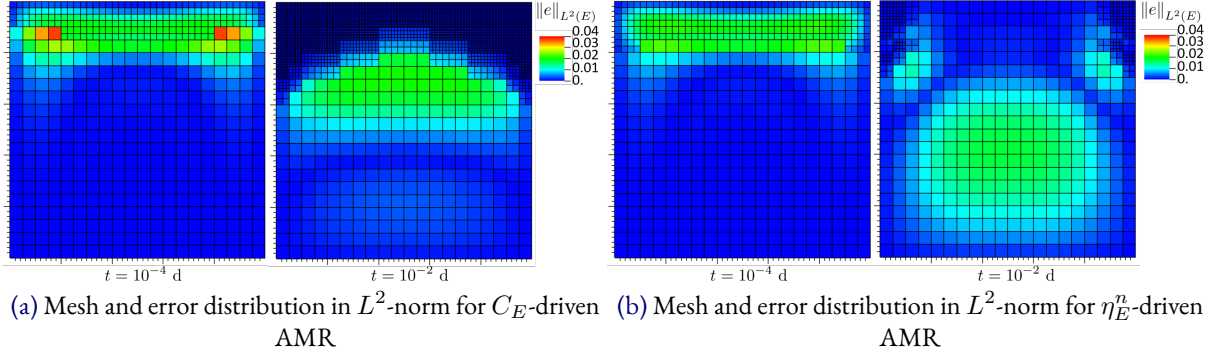 ‖e‖_{L²(E)}
0.04
0.03
0.02
0.01
0.
t = 10⁻⁴ d
t = 10⁻² d
(a) Mesh and error distribution in L²-norm for C_E-driven
AMR
‖e‖_{L²(E)}
0.04
0.03
0.02
0.01
0.
t = 10⁻⁴ d
t = 10⁻² d
(b) Mesh and error distribution in L²-norm for η_E^n-driven
AMR